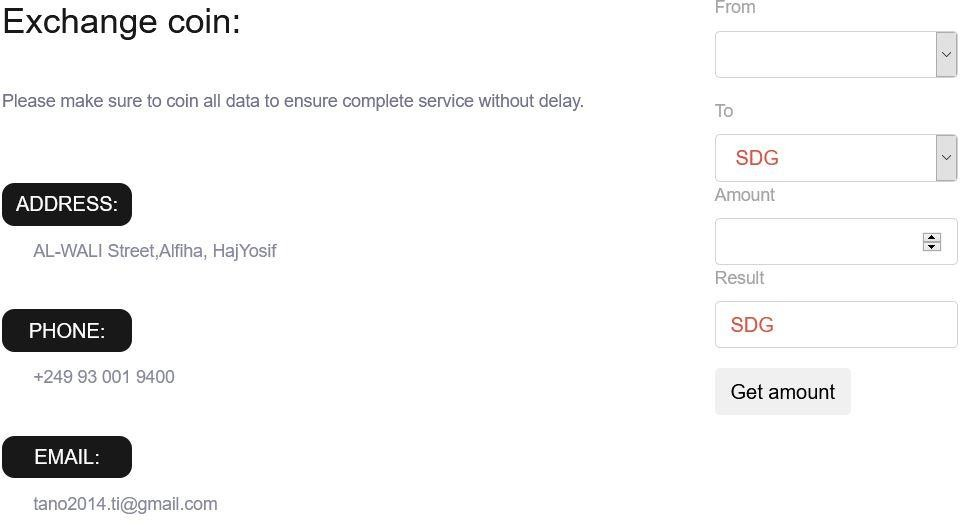 Exchange coin:
Please make sure to coin all data to ensure complete service without delay.
ADDRESS:
AL-WALI Street,Alfiha, HajYosif
PHONE:
+249 93 001 9400
EMAIL:
tano2014.ti@gmail.com
From
To
SDG
Amount
Result
SDG
Get amount